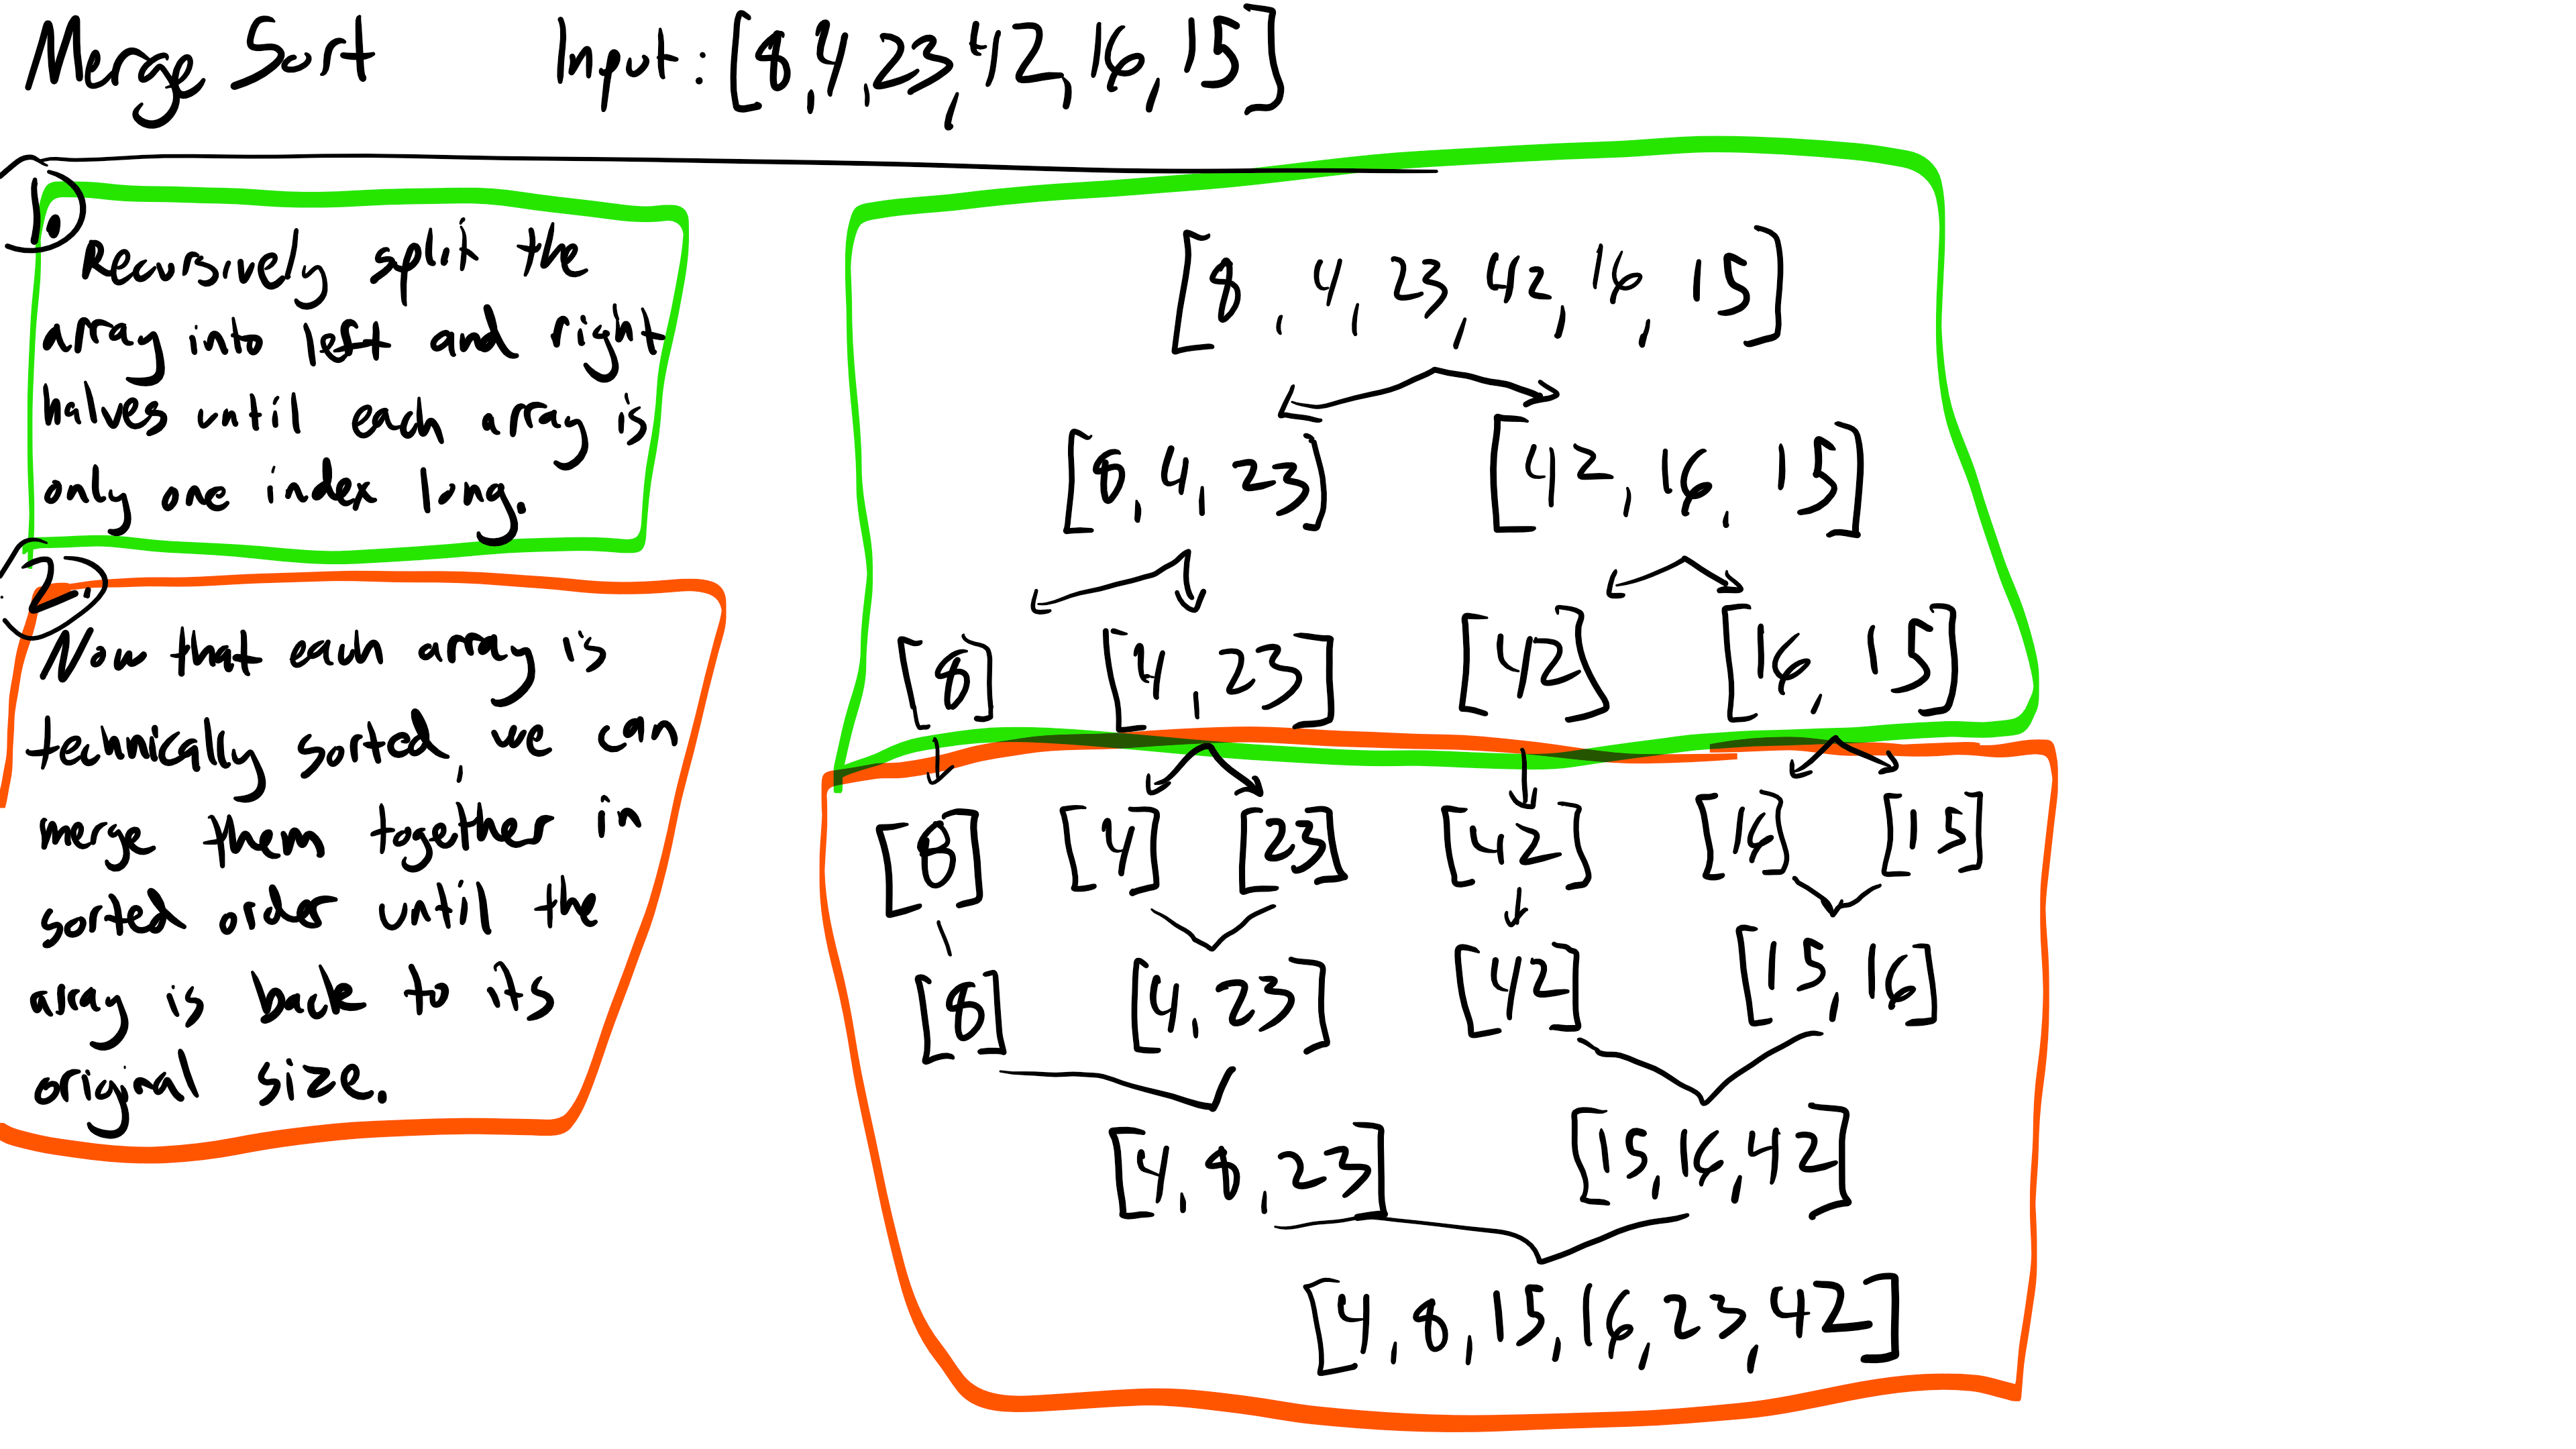 Merge Sort Input: [8,4,23,42,16,15]
1.
Recursively split the
array into left and right
halves until each array is
only one index long.
2.
Now that each array is
technically sorted, we can
merge them together in
sorted order until the
array is back to its
original size.
[8, 4, 23, 42, 16, 15]
[8, 4, 23] [42, 16, 15]
[8] [4, 23] [42] [16, 15]
[8] [4] [23] [42] [16] [15]
[8] [4, 23] [42] [15, 16]
[4, 8, 23] [15, 16, 42]
[4, 8, 15, 16, 23, 42]